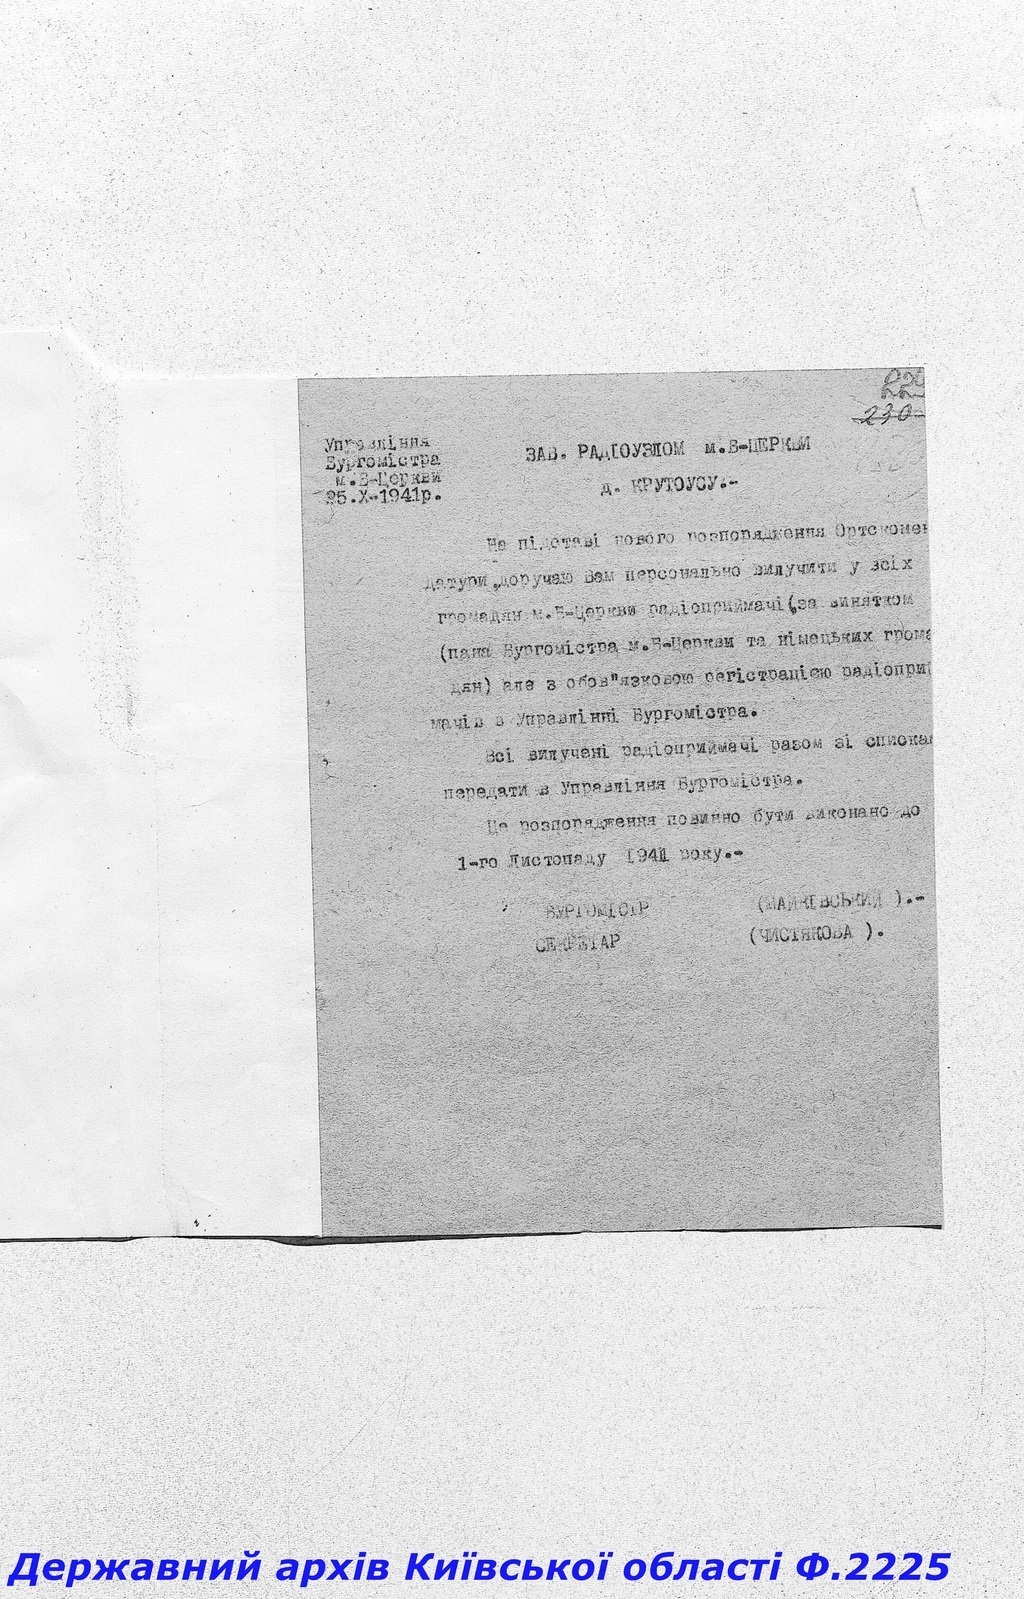 230
Управління
Бургомістра
м.Б-Церкви
25.X-1941р.
ЗАВ. РАДІОУЗЛОМ м.Б-ЦЕРКВИ
д. КРУТОУСУ.-
На підставі нового розпорядження Ортскомен
датури, доручаю Вам персонально вилучити у всіх
громадян м.Б-Церкви радіоприймачі (за винятком
(пана Бургомістра м.Б-Церкви та німецьких грома
дян) але з обов"язковою регістрацією радіоприй
мачів в Управлінні Бургомістра.
Всі вилучені радіоприймачі разом зі списка
передати в Управління Бургомістра.
Це розпорядження повинно бути виконано до
1-го Листопаду 1941 року.-
БУРГОМІСТР (МАЙКІВСЬКИЙ ).-
СЕКРЕТАР (ЧИСТЯКОВА ).
Державний архів Київської області Ф.2225